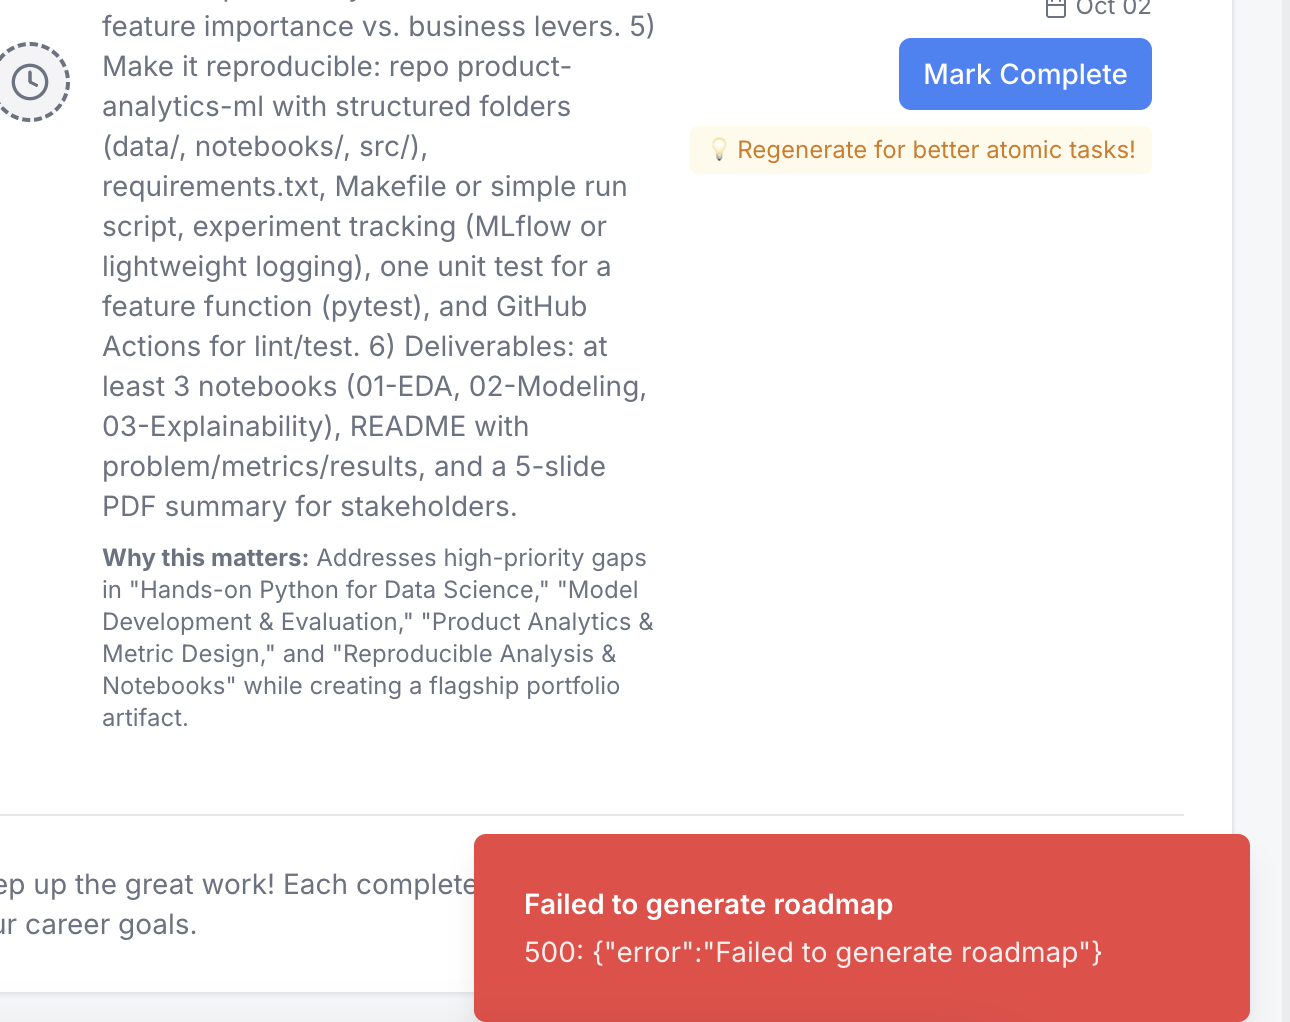 feature importance vs. business levers. 5)
Make it reproducible: repo product-
analytics-ml with structured folders
(data/, notebooks/, src/),
requirements.txt, Makefile or simple run
script, experiment tracking (MLflow or
lightweight logging), one unit test for a
feature function (pytest), and GitHub
Actions for lint/test. 6) Deliverables: at
least 3 notebooks (01-EDA, 02-Modeling,
03-Explainability), README with
problem/metrics/results, and a 5-slide
PDF summary for stakeholders.
Why this matters: Addresses high-priority gaps
in "Hands-on Python for Data Science," "Model
Development & Evaluation," "Product Analytics &
Metric Design," and "Reproducible Analysis &
Notebooks" while creating a flagship portfolio
artifact.
Oct 02
Mark Complete
💡 Regenerate for better atomic tasks!
ep up the great work! Each complete
ur career goals.
Failed to generate roadmap
500: {"error":"Failed to generate roadmap"}